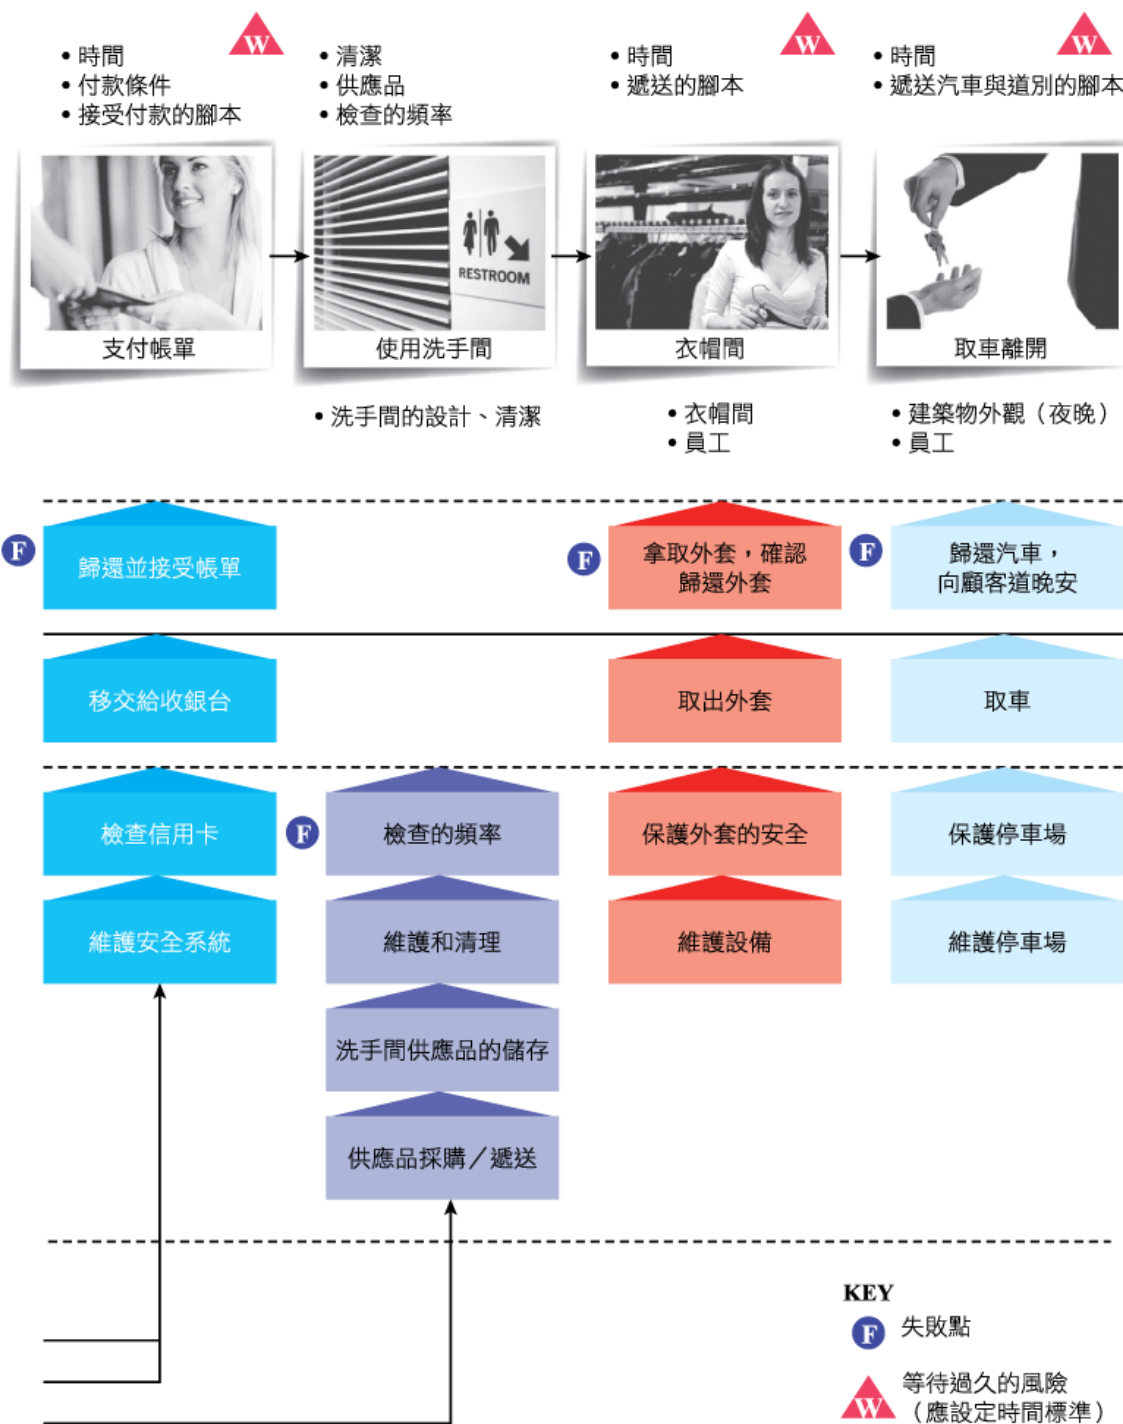 W
• 時間
• 付款條件
• 接受付款的腳本
支付帳單
• 清潔
• 供應品
• 檢查的頻率
RESTROOM
使用洗手間
• 洗手間的設計、清潔
W
• 時間
• 遞送的腳本
衣帽間
• 衣帽間
• 員工
W
• 時間
• 遞送汽車與道別的腳本
取車離開
• 建築物外觀（夜晚）
• 員工
F
歸還並接受帳單
F
拿取外套，確認
歸還外套
F
歸還汽車，
向顧客道晚安
移交給收銀台
取出外套
取車
檢查信用卡
F
檢查的頻率
保護外套的安全
保護停車場
維護安全系統
維護和清理
維護設備
維護停車場
洗手間供應品的儲存
供應品採購／遞送
KEY
F
失敗點
W
等待過久的風險
（應設定時間標準）